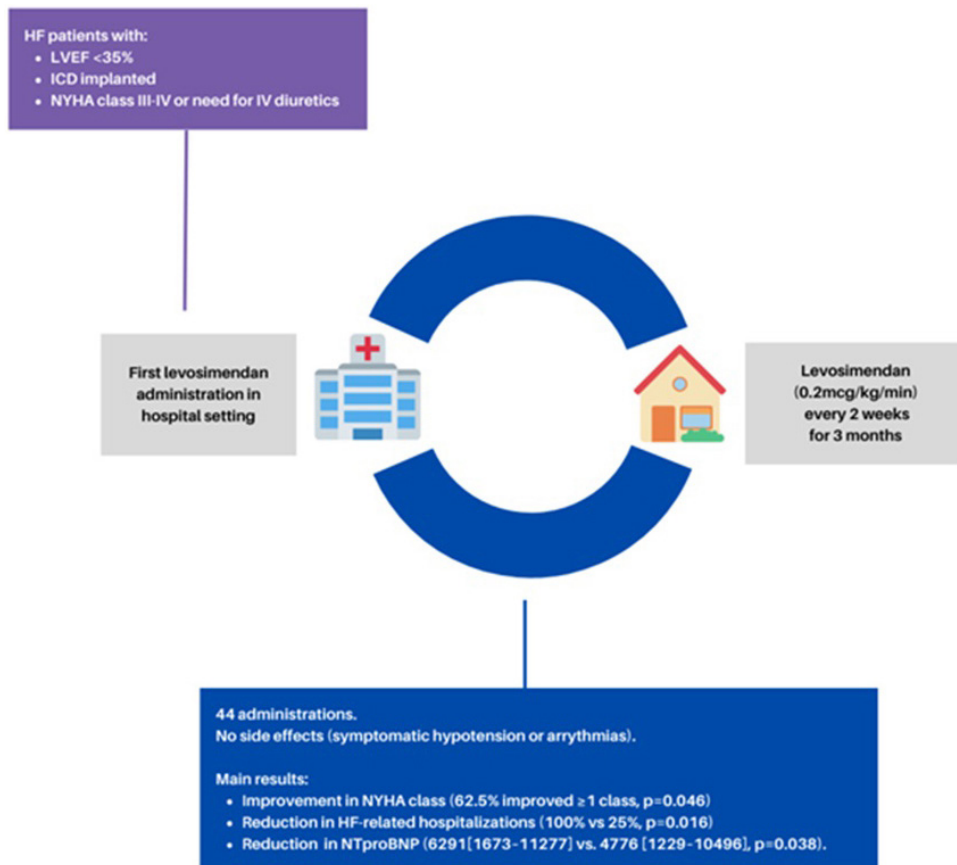 HF patients with:
• LVEF <35%
• ICD implanted
• NYHA class III-IV or need for IV diuretics
First levosimendan
administration in
hospital setting
Levosimendan
(0.2mcg/kg/min)
every 2 weeks
for 3 months
44 administrations.
No side effects (symptomatic hypotension or arrythmias).
Main results:
• Improvement in NYHA class (62.5% improved ≥1 class, p=0.046)
• Reduction in HF-related hospitalizations (100% vs 25%, p=0.016)
• Reduction in NTproBNP (6291[1673-11277] vs. 4776 [1229-10496], p=0.038).